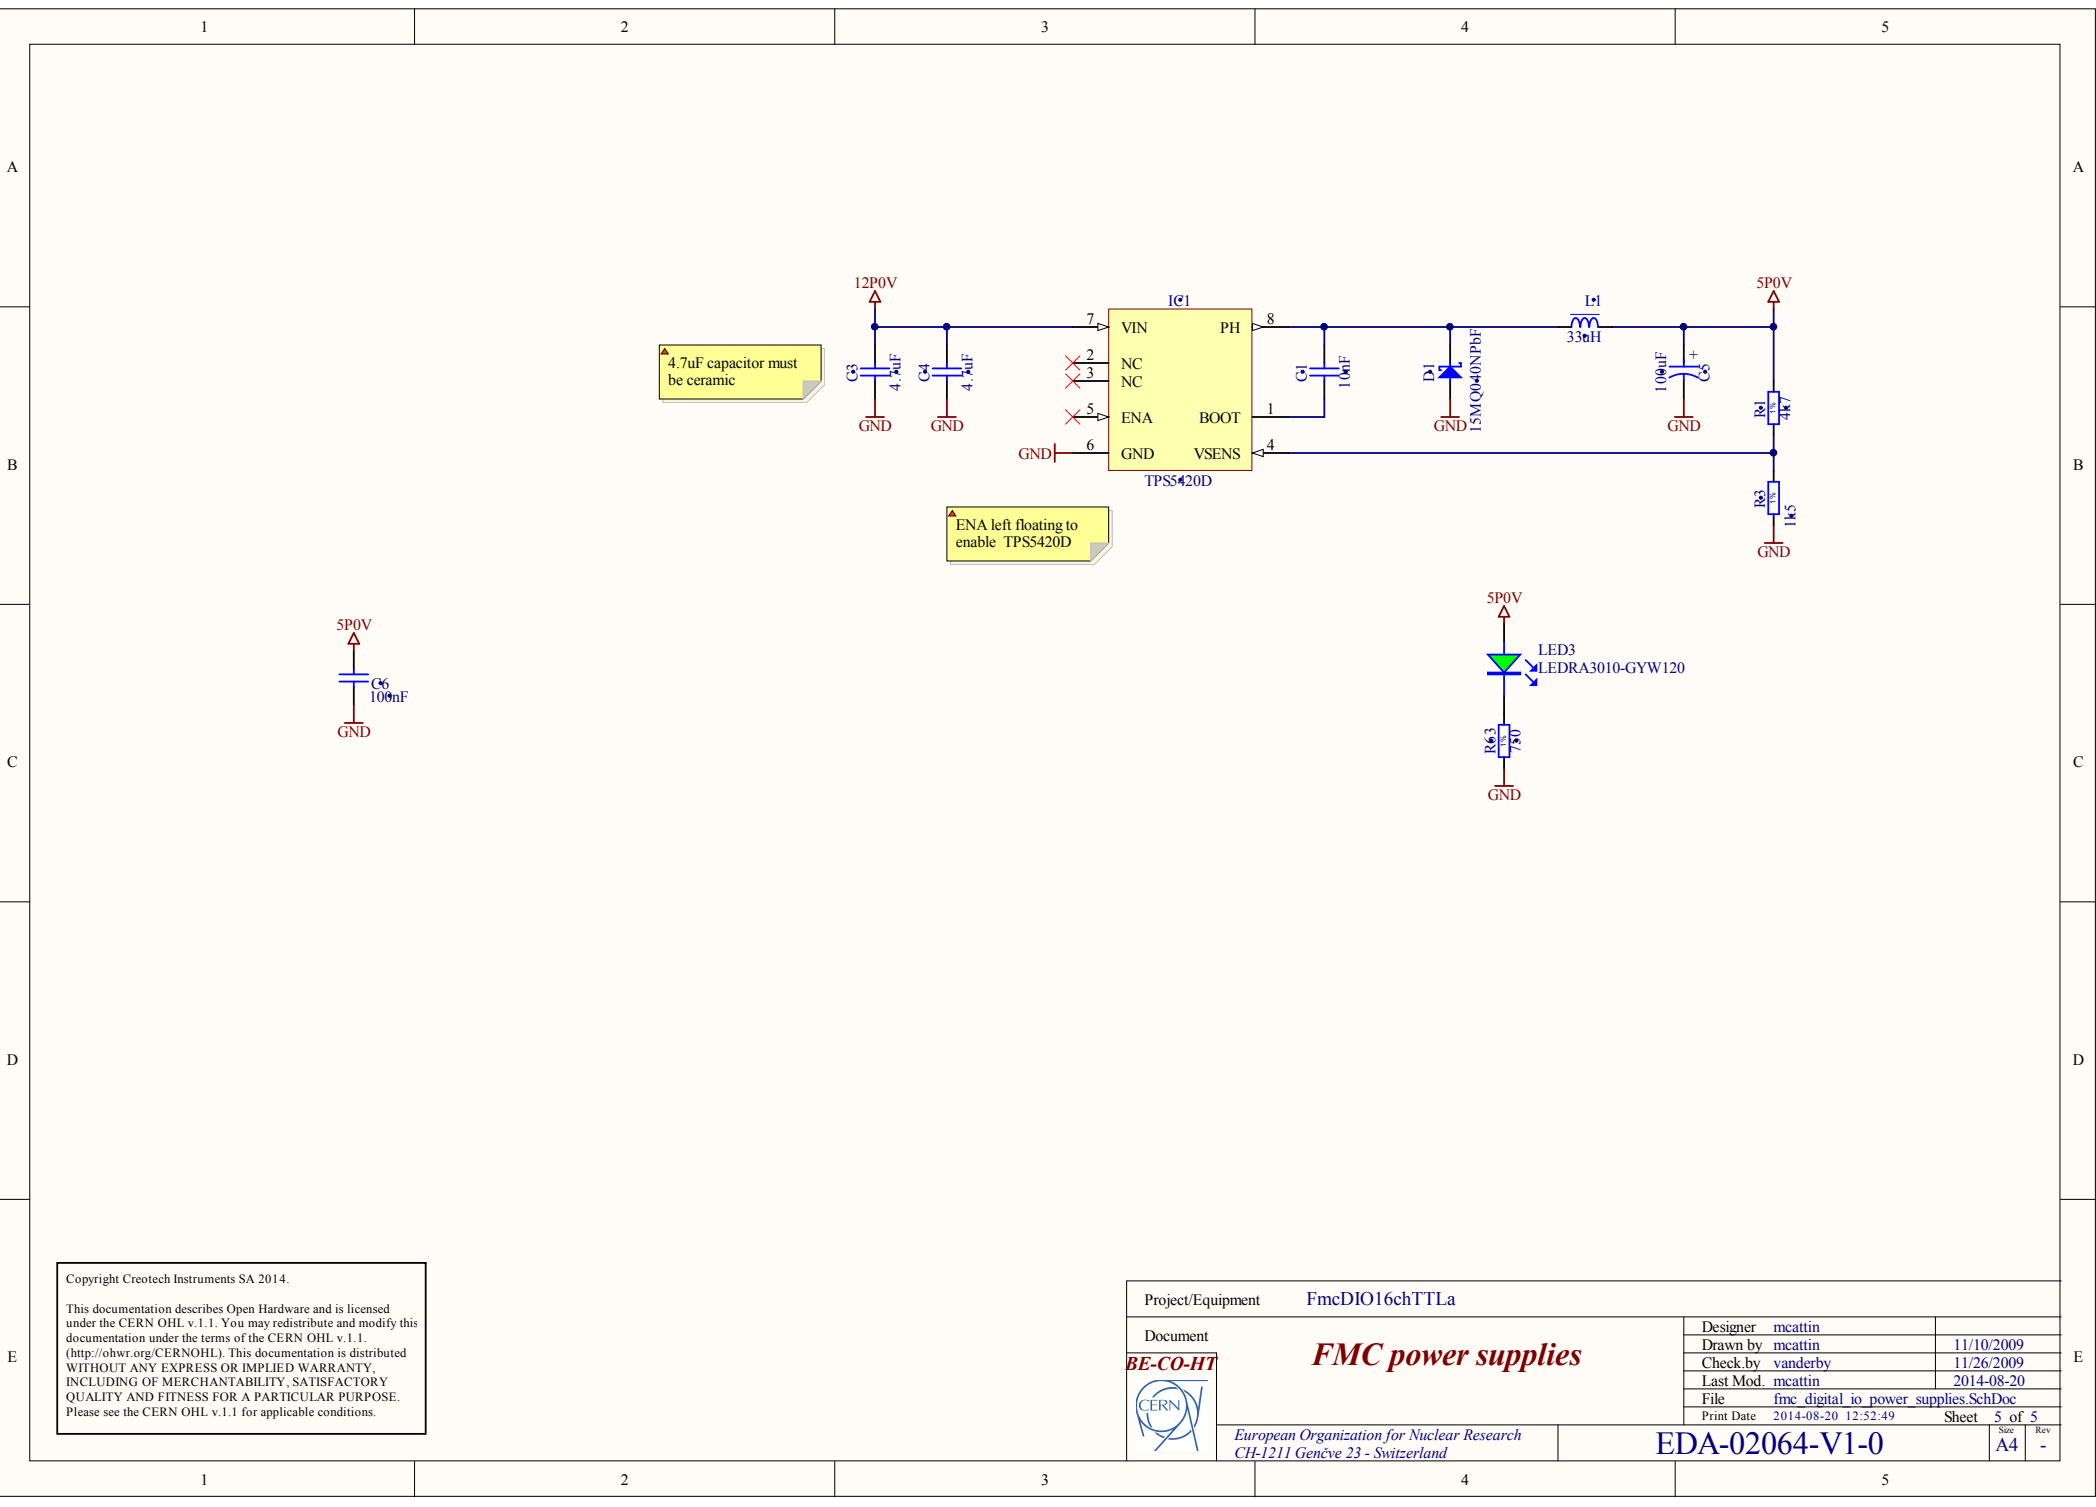 1 2 3 4 5
A A
B B
C C
D D
E E
12P0V
C3
4.7uF
GND
C4
4.7uF
GND
4.7uF capacitor must
be ceramic
IC1
7 VIN
2 NC
3 NC
5 ENA
GND 6 GND
PH 8
BOOT 1
VSENS 4
TPS5420D
ENA left floating to
enable TPS5420D
C1
10nF
D1
15MQ040NPbF
GND
L1
33uH
5P0V
100uF
+
C5
GND
R1
1%
4k7
R3
1%
1k5
GND
5P0V
C6
100nF
GND
5P0V
LED3
LEDRA3010-GYW120
R63
1%
750
GND
Copyright Creotech Instruments SA 2014.
This documentation describes Open Hardware and is licensed
under the CERN OHL v.1.1. You may redistribute and modify this
documentation under the terms of the CERN OHL v.1.1.
(http://ohwr.org/CERNOHL). This documentation is distributed
WITHOUT ANY EXPRESS OR IMPLIED WARRANTY,
INCLUDING OF MERCHANTABILITY, SATISFACTORY
QUALITY AND FITNESS FOR A PARTICULAR PURPOSE.
Please see the CERN OHL v.1.1 for applicable conditions.
Project/Equipment FmcDIO16chTTLa
Document
BE-CO-HT
CERN
FMC power supplies
Designer mcattin
Drawn by mcattin 11/10/2009
Check.by vanderby 11/26/2009
Last Mod. mcattin 2014-08-20
File fmc_digital_io_power_supplies.SchDoc
Print Date 2014-08-20 12:52:49 Sheet 5 of 5
European Organization for Nuclear Research
CH-1211 Genčve 23 - Switzerland
EDA-02064-V1-0
Size
A4
Rev
-
1 2 3 4 5